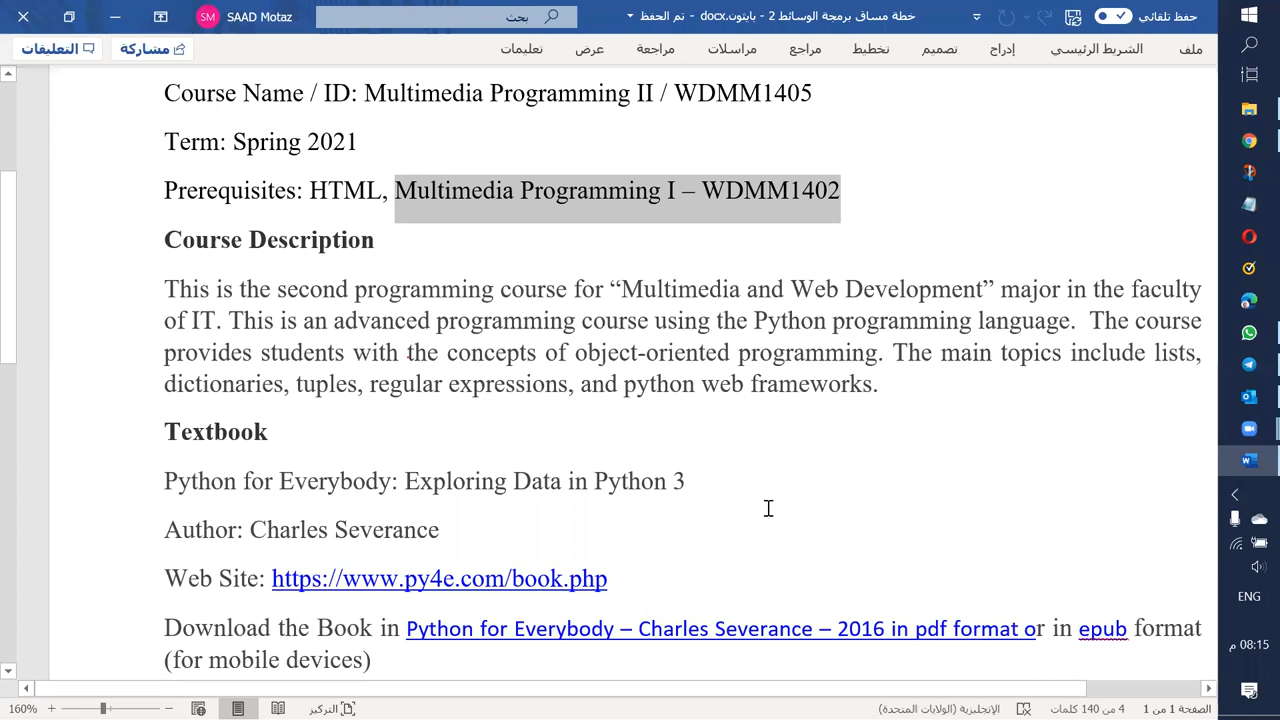 حفظ تلقائي
خطة مساق برمجة الوسائط 2 - بايثون.docx - تم الحفظ
بحث
SAAD Motaz
SM
ملف
الشريط الرئيسي
إدراج
تصميم
تخطيط
مراجع
مراسلات
مراجعة
عرض
تعليمات
مشاركة
التعليقات
Course Name / ID: Multimedia Programming II / WDMM1405
Term: Spring 2021
Prerequisites: HTML, Multimedia Programming I – WDMM1402
Course Description
This is the second programming course for “Multimedia and Web Development” major in the faculty
of IT. This is an advanced programming course using the Python programming language. The course
provides students with the concepts of object-oriented programming. The main topics include lists,
dictionaries, tuples, regular expressions, and python web frameworks.
Textbook
Python for Everybody: Exploring Data in Python 3
Author: Charles Severance
Web Site: https://www.py4e.com/book.php
Download the Book in Python for Everybody – Charles Severance – 2016 in pdf format or in epub format
(for mobile devices)
ENG
08:15 م
الصفحة 1 من 1
4 من 140 كلمات
الإنجليزية (الولايات المتحدة)
التركيز
160%